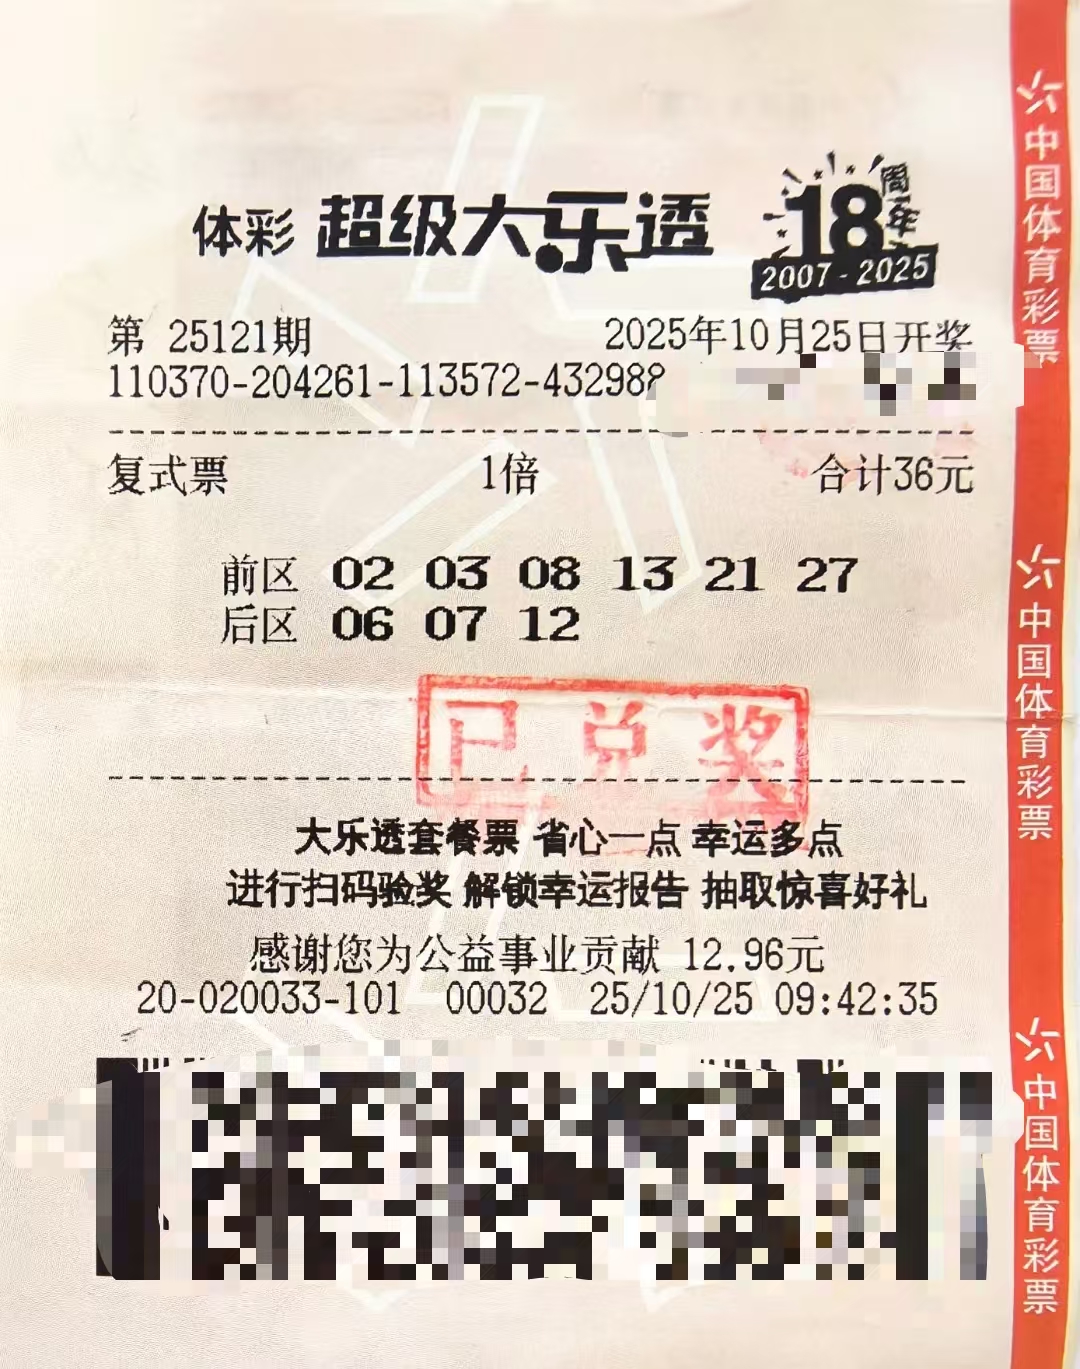 体彩 超级大乐透 18周年
2007-2025
第 25121期 2025年10月25日开奖
110370-204261-113572-432988
复式票 1倍 合计36元
前区 02 03 08 13 21 27
后区 06 07 12
已兑奖
大乐透套餐票 省心一点 幸运多点
进行扫码验奖 解锁幸运报告 抽取惊喜好礼
感谢您为公益事业贡献 12.96元
20-020033-101 00032 25/10/25 09:42:35
中国体育彩票
中国体育彩票
中国体育彩票